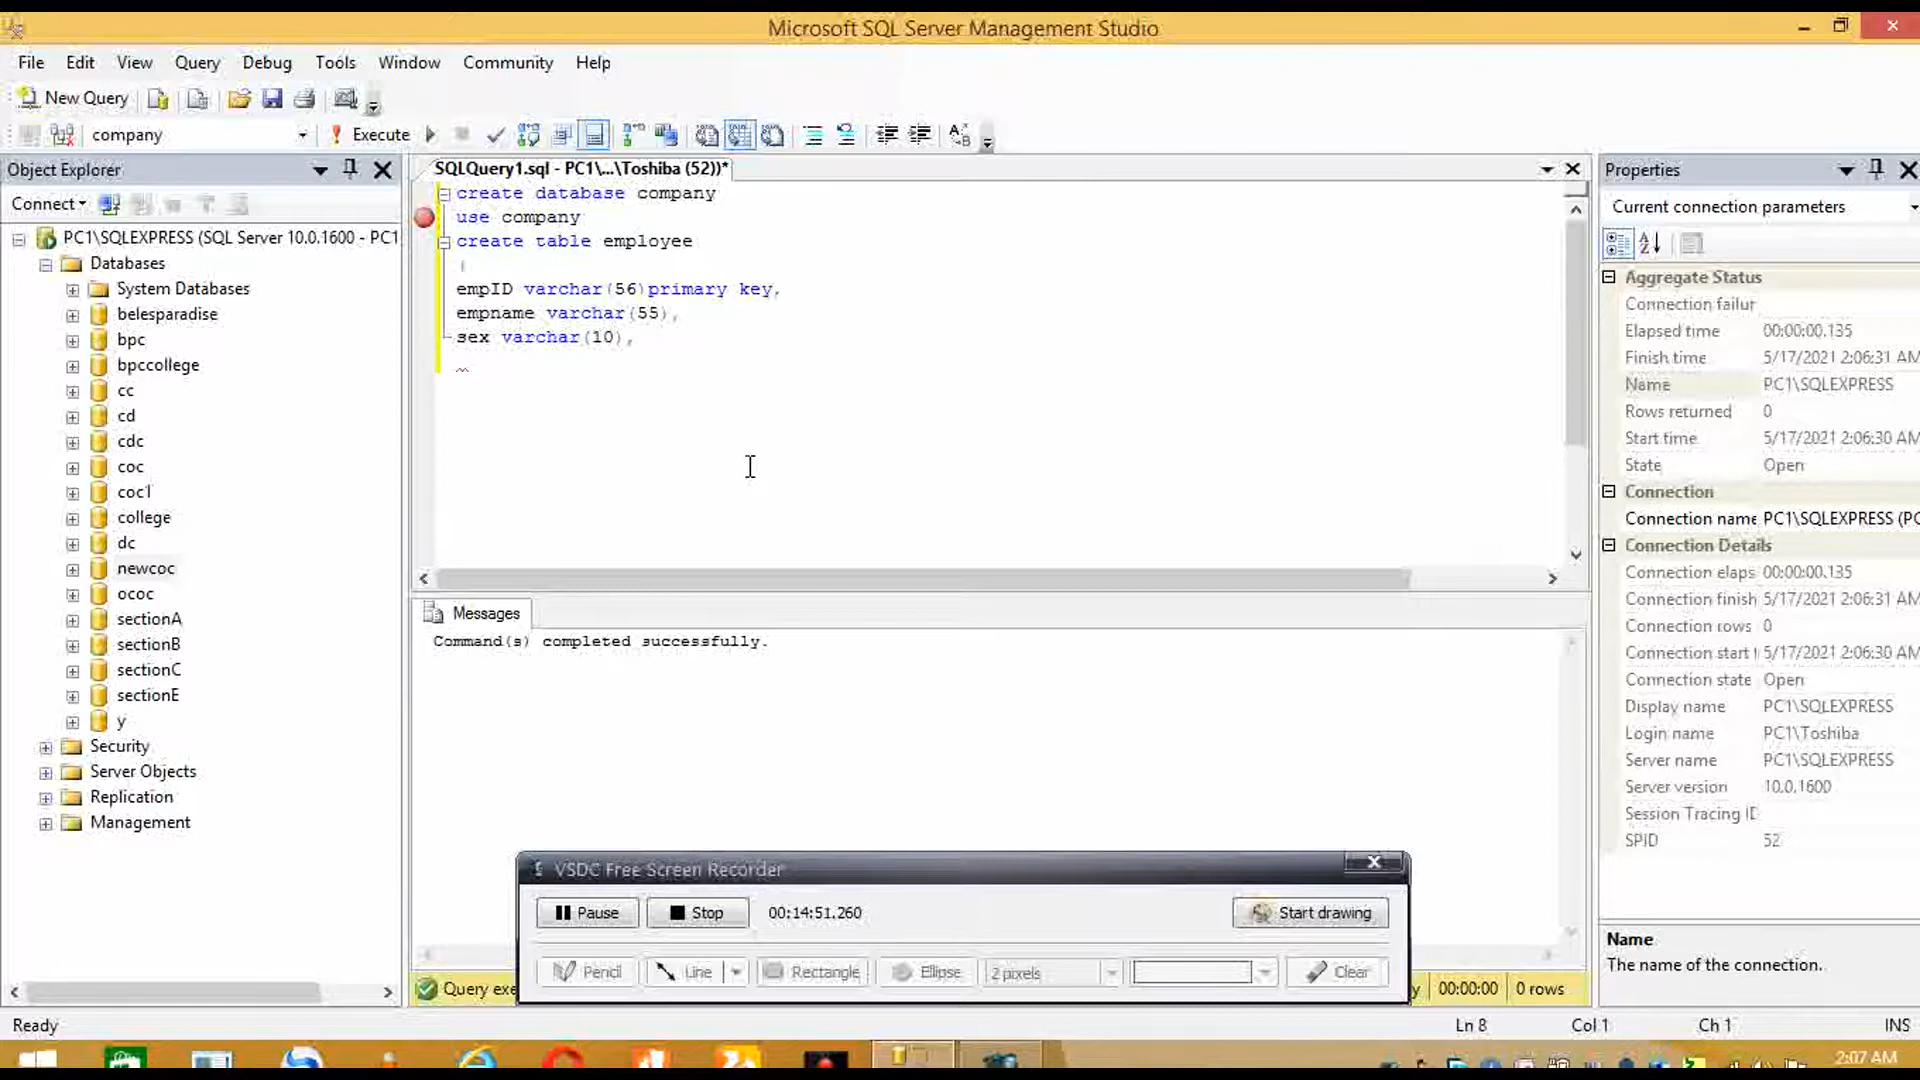 Microsoft SQL Server Management Studio
File Edit View Query Debug Tools Window Community Help
New Query
company Execute
Object Explorer
Connect
PC1\SQLEXPRESS (SQL Server 10.0.1600 - PC1
Databases
System Databases
belesparadise
bpc
bpccollege
cc
cd
cdc
coc
coc1
college
dc
newcoc
ococ
sectionA
sectionB
sectionC
sectionE
y
Security
Server Objects
Replication
Management
SQLQuery1.sql - PC1\...\Toshiba (52))*
create database company
use company
create table employee
(
empID varchar(56)primary key,
empname varchar(55),
sex varchar(10),
Messages
Command(s) completed successfully.
VSDC Free Screen Recorder
Pause Stop 00:14:51.260 Start drawing
Pencil Line Rectangle Ellipse 2 pixels Clear
Query exe y 00:00:00 0 rows
Properties
Current connection parameters
Aggregate Status
Connection failur
Elapsed time 00:00:00.135
Finish time 5/17/2021 2:06:31 AM
Name PC1\SQLEXPRESS
Rows returned 0
Start time 5/17/2021 2:06:30 AM
State Open
Connection
Connection name PC1\SQLEXPRESS (PC
Connection Details
Connection elaps 00:00:00.135
Connection finish 5/17/2021 2:06:31 AM
Connection rows 0
Connection start t 5/17/2021 2:06:30 AM
Connection state Open
Display name PC1\SQLEXPRESS
Login name PC1\Toshiba
Server name PC1\SQLEXPRESS
Server version 10.0.1600
Session Tracing ID
SPID 52
Name
The name of the connection.
Ready Ln 8 Col 1 Ch 1 INS
2:07 AM